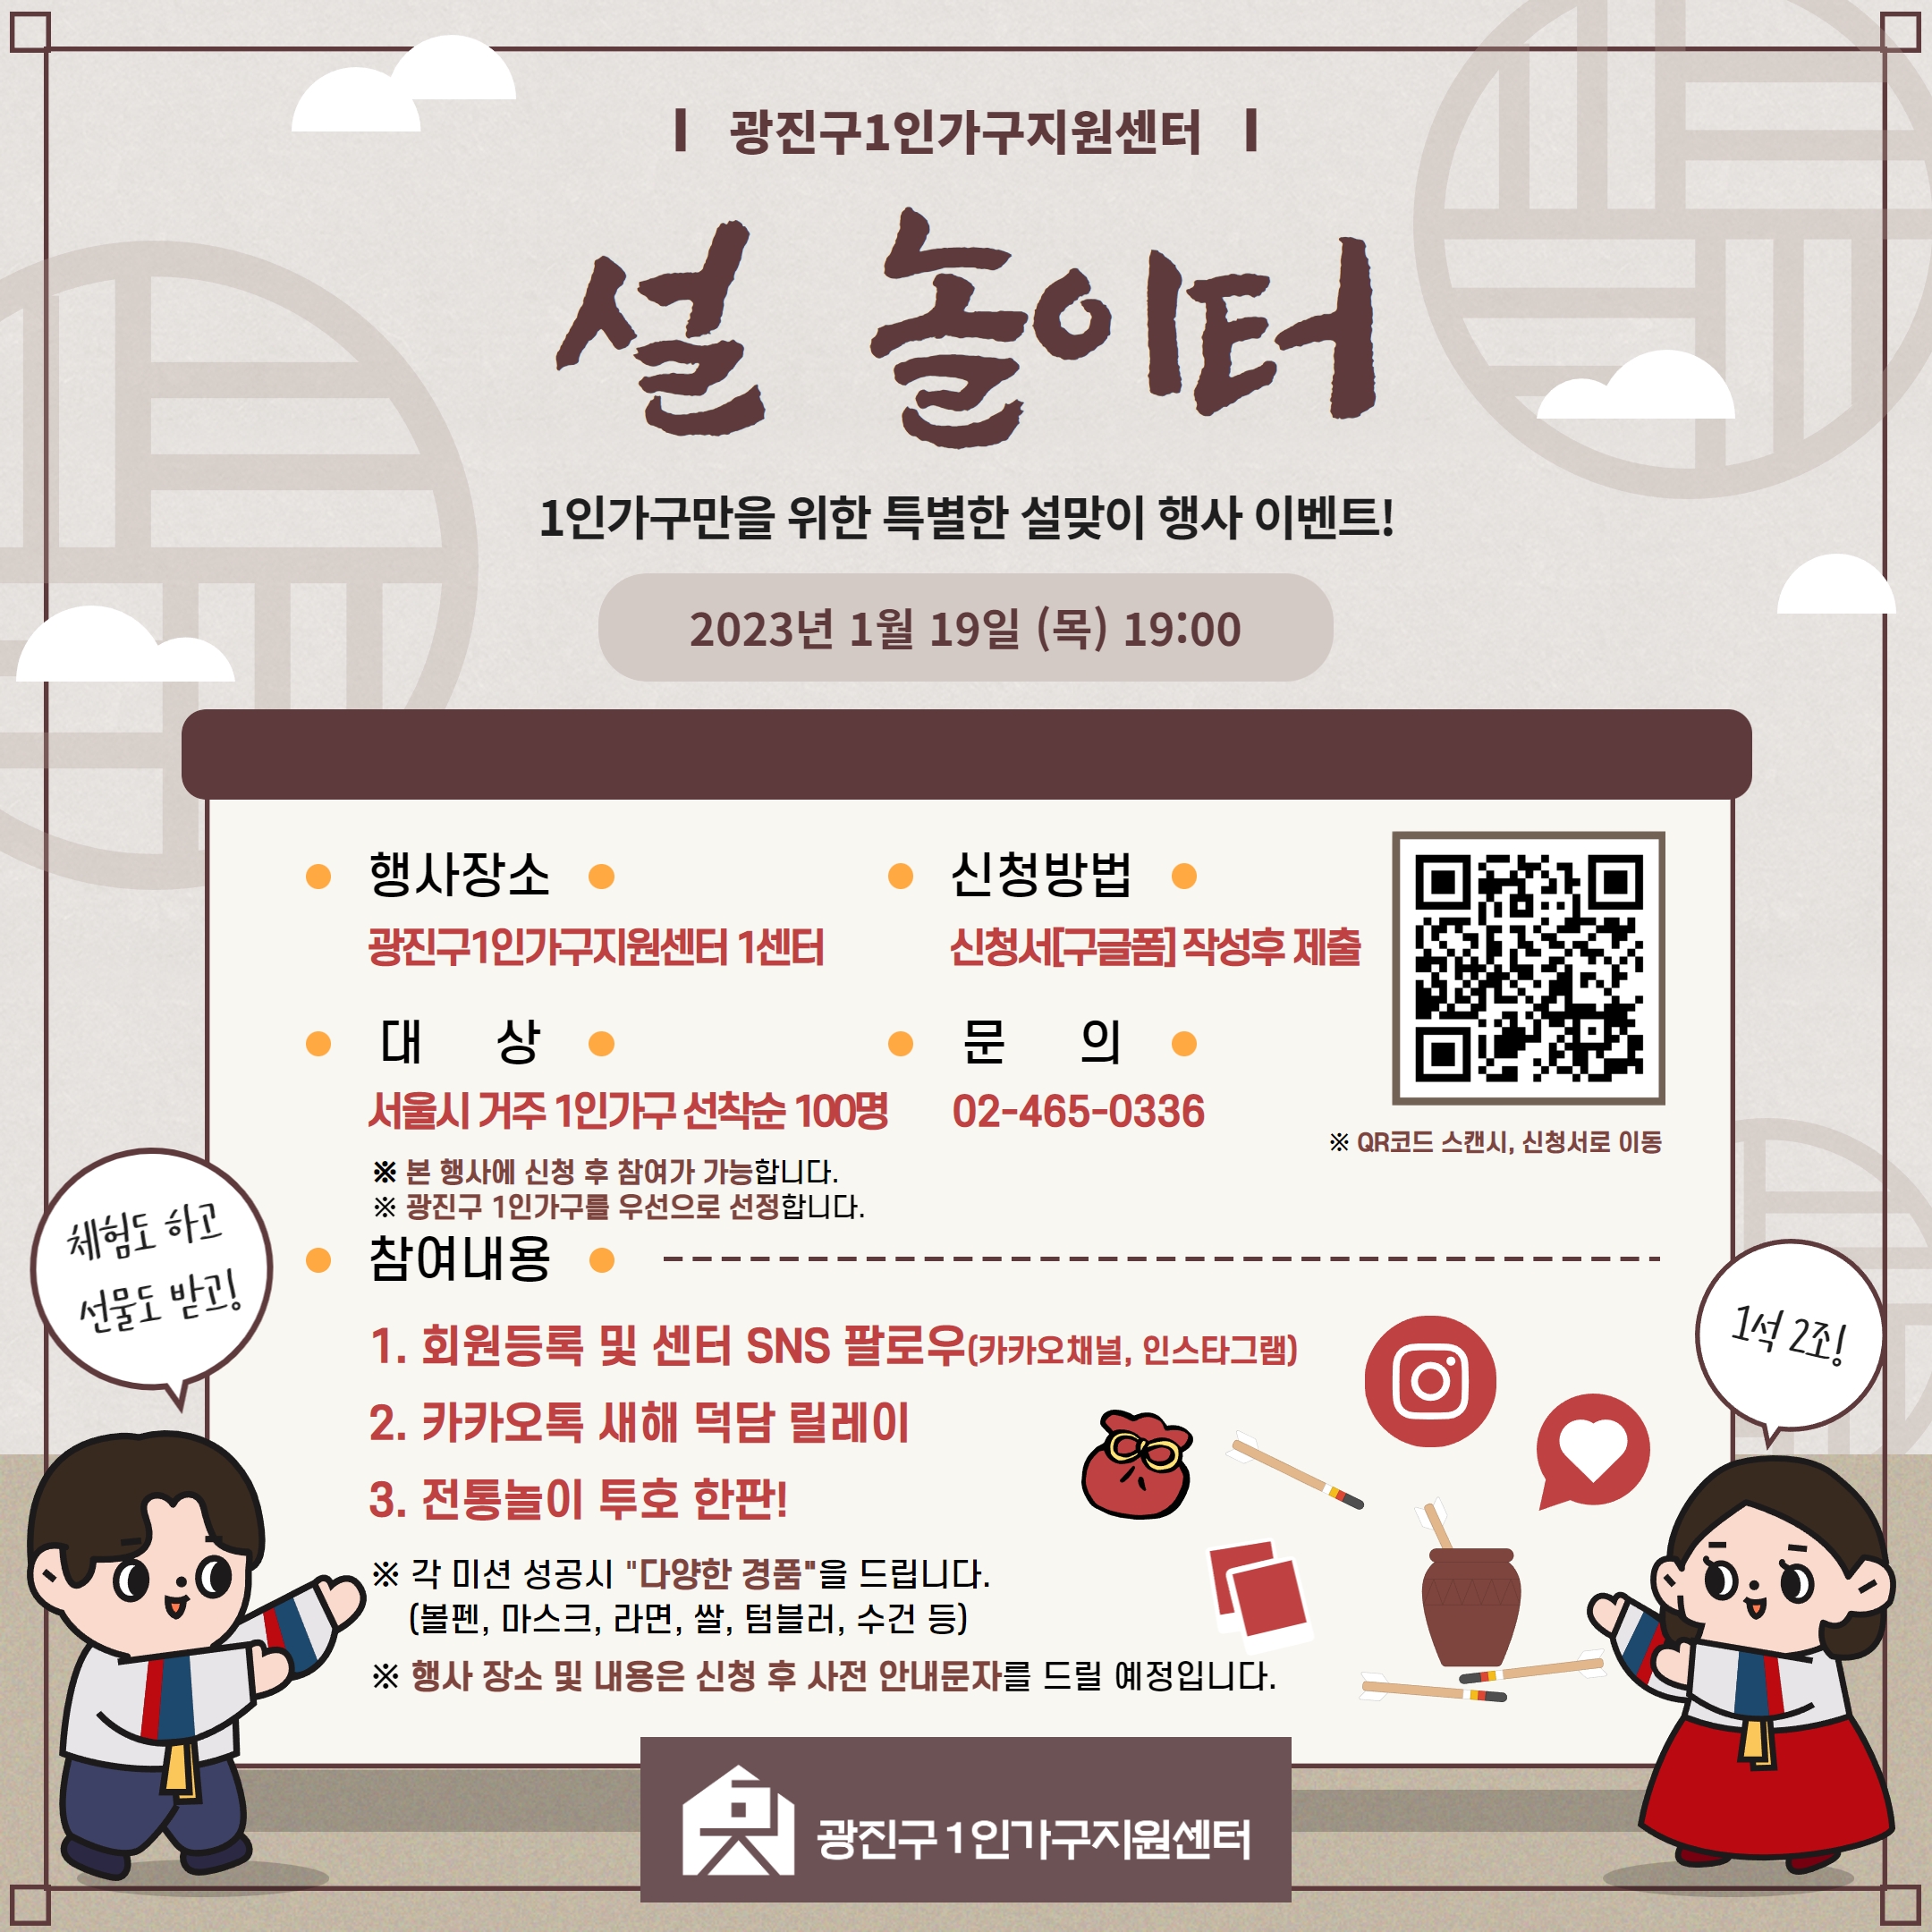 광진구1인가구지원센터
설 놀이터
1인가구만을 위한 특별한 설맞이 행사 이벤트!
2023년 1월 19일 (목) 19:00
행사장소
광진구1인가구지원센터 1센터
신청방법
신청서[구글폼] 작성후 제출
대 상
서울시 거주 1인가구 선착순 100명
※ 본 행사에 신청 후 참여가 가능합니다.
※ 광진구 1인가구를 우선으로 선정합니다.
문 의
02-465-0336
※ QR코드 스캔시, 신청서로 이동
참여내용
1. 회원등록 및 센터 SNS 팔로우(카카오채널, 인스타그램)
2. 카카오톡 새해 덕담 릴레이
3. 전통놀이 투호 한판!
※ 각 미션 성공시 "다양한 경품"을 드립니다.
(볼펜, 마스크, 라면, 쌀, 텀블러, 수건 등)
※ 행사 장소 및 내용은 신청 후 사전 안내문자를 드릴 예정입니다.
체험도 하고
선물도 받고!
1석 2조!
광진구1인가구지원센터